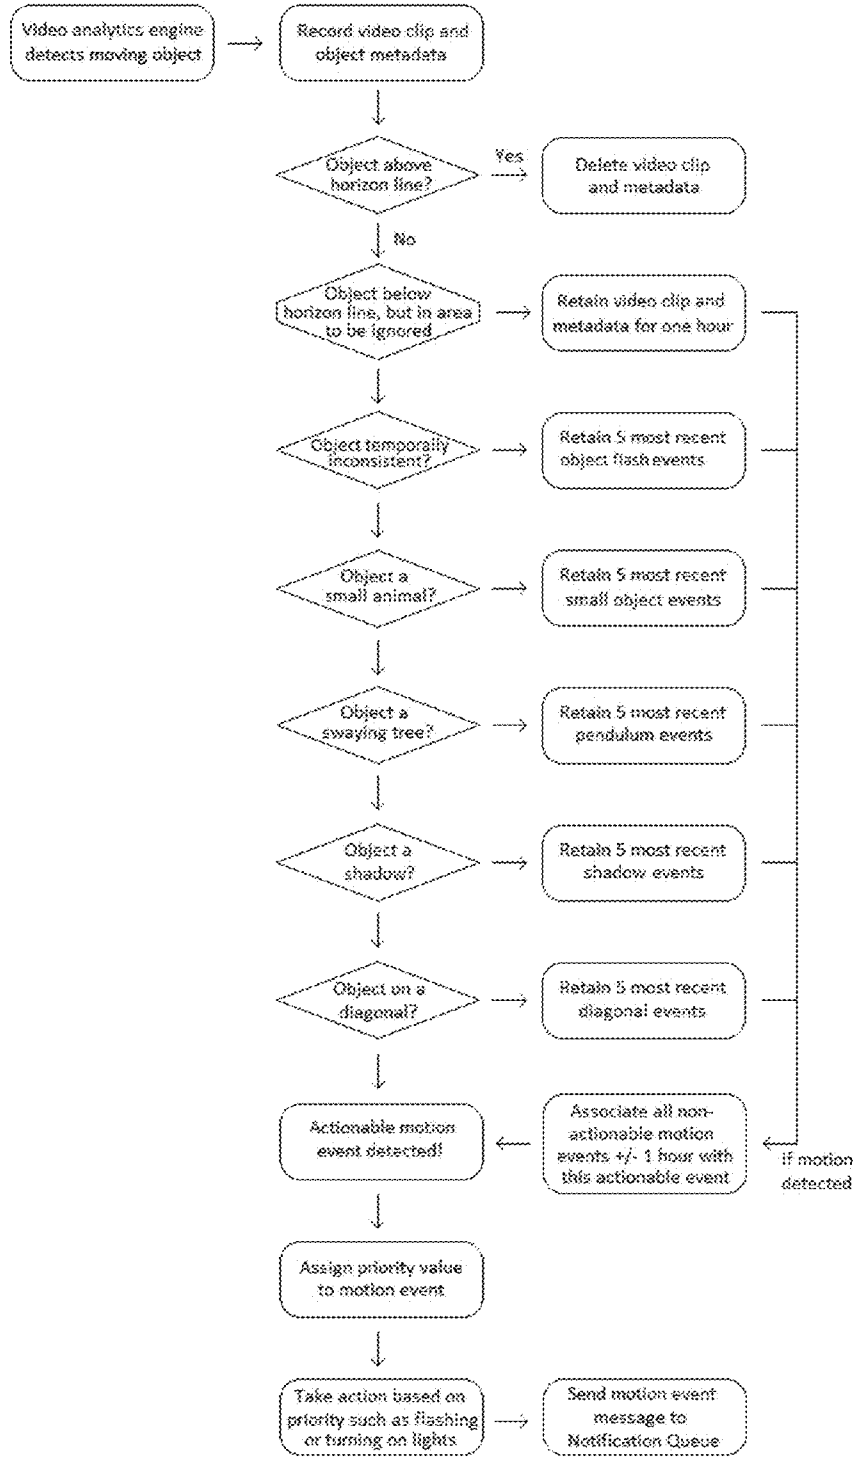 Video analytics engine
detects moving object
Record video clip and
object metadata
Object above
horizon line?
Yes
Delete video clip
and metadata
No
Object below
horizon line, but in area
to be ignored
Retain video clip and
metadata for one hour
Object temporally
inconsistent?
Retain 5 most recent
object flash events
Object a
small animal?
Retain 5 most recent
small object events
Object a
swaying tree?
Retain 5 most recent
pendulum events
Object a
shadow?
Retain 5 most recent
shadow events
Object on a
diagonal?
Retain 5 most recent
diagonal events
Actionable motion
event detected!
Associate all non-
actionable motion
events +/- 1 hour with
this actionable event
if motion
detected
Assign priority value
to motion event
Take action based on
priority such as flashing
or turning on lights
Send motion event
message to
Notification Queue